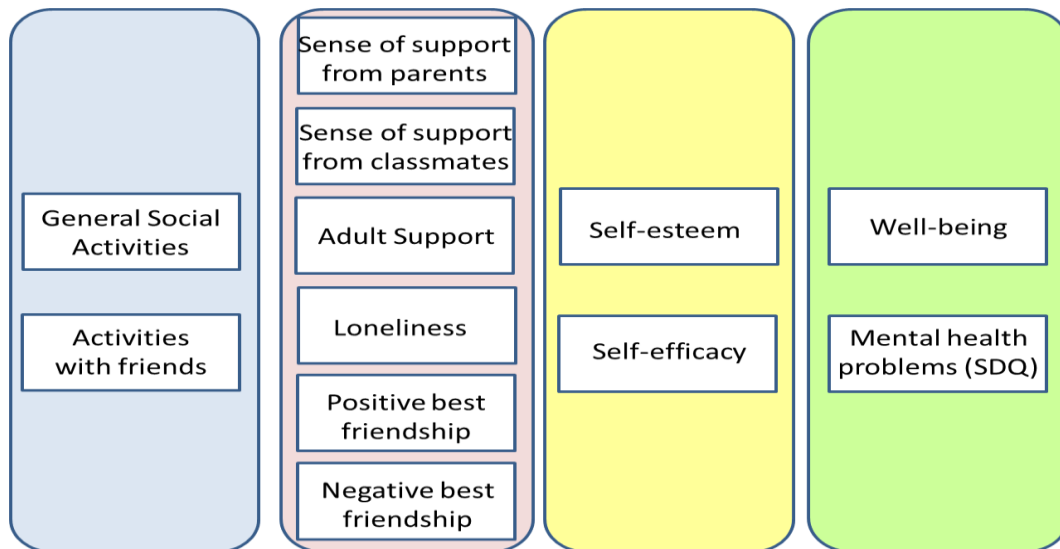 General Social
Activities
Activities
with friends
Sense of support
from parents
Sense of support
from classmates
Adult Support
Loneliness
Positive best
friendship
Negative best
friendship
Self-esteem
Self-efficacy
Well-being
Mental health
problems (SDQ)